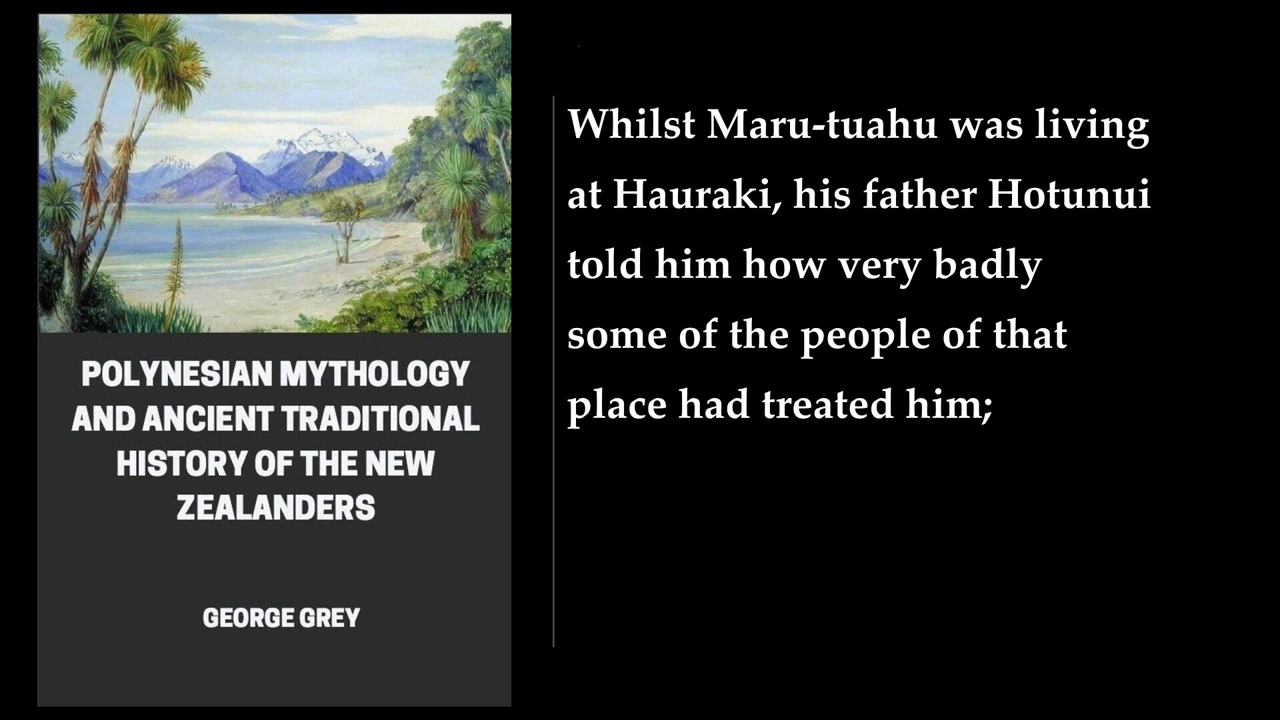 POLYNESIAN MYTHOLOGY
AND ANCIENT TRADITIONAL
HISTORY OF THE NEW
ZEALANDERS
GEORGE GREY
Whilst Maru-tuahu was living
at Hauraki, his father Hotunui
told him how very badly
some of the people of that
place had treated him;